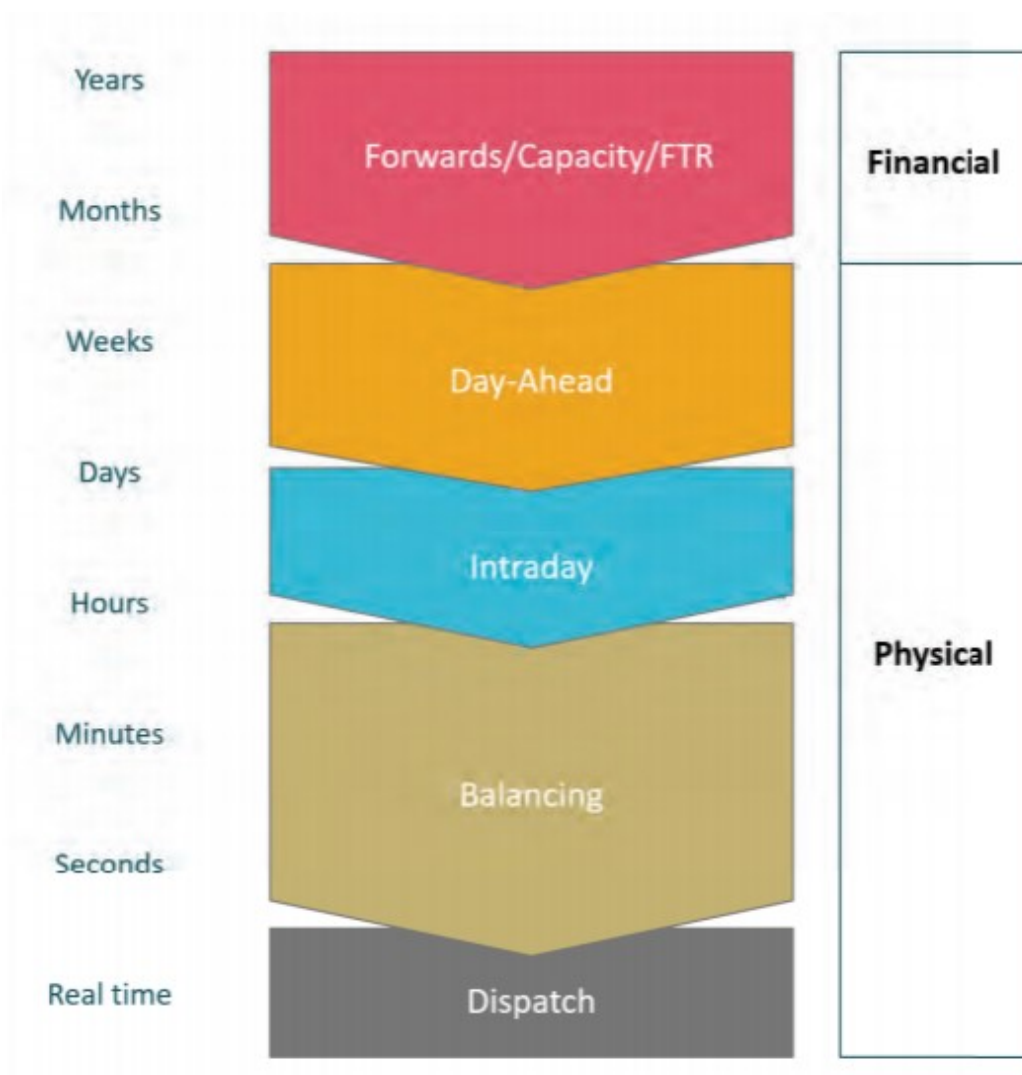 Years
Forwards/Capacity/FTR
Financial
Months
Weeks
Day-Ahead
Days
Intraday
Hours
Physical
Minutes
Balancing
Seconds
Real time
Dispatch